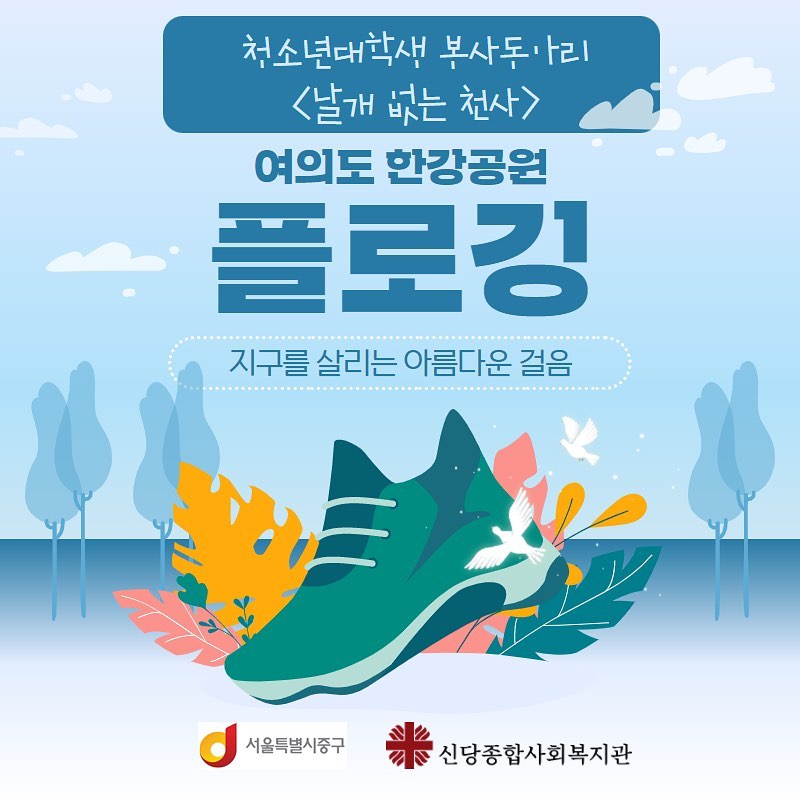 청소년대학생 봉사동아리
<날개 없는 천사>
여의도 한강공원
플로깅
지구를 살리는 아름다운 걸음
서울특별시중구
신당종합사회복지관